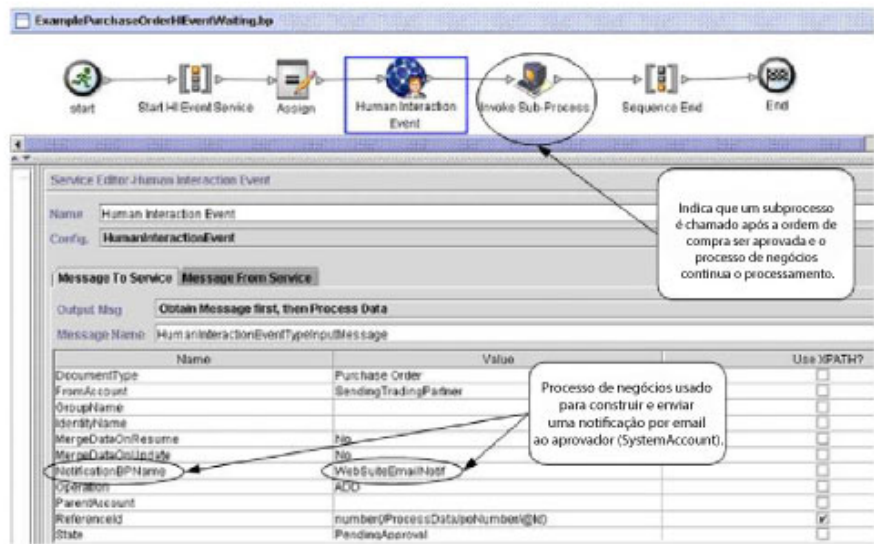 ExamplePurchaseOrderHIEventWaiting.bp
start
Start HI Event Service
Assign
Human Interaction
Event
Invoke Sub-Process
Sequence End
End
Service Editor-Human Interaction Event
Name Human Interaction Event
Config. HumanInteractionEvent
Indica que um subprocesso
é chamado após a ordem de
compra ser aprovada e o
processo de negócios
continua o processamento.
Message To Service Message From Service
Output Msg Obtain Message first, then Process Data
Message Name HumanInteractionEventTypeInputMessage
Name Value Use XPATH?
DocumentType Purchase Order
FromAccount SendingTradingPartner
GroupName
IdentityName
MergeDataOnResume No
MergeDataOnUpdate No
NotificationBPName WebSuiteEmailNotif
Operation ADD
ParentAccount
ReferenceId number(/ProcessData/poNumber/@Id)
State PendingApproval
Processo de negócios usado
para construir e enviar
uma notificação por email
ao aprovador (SystemAccount).